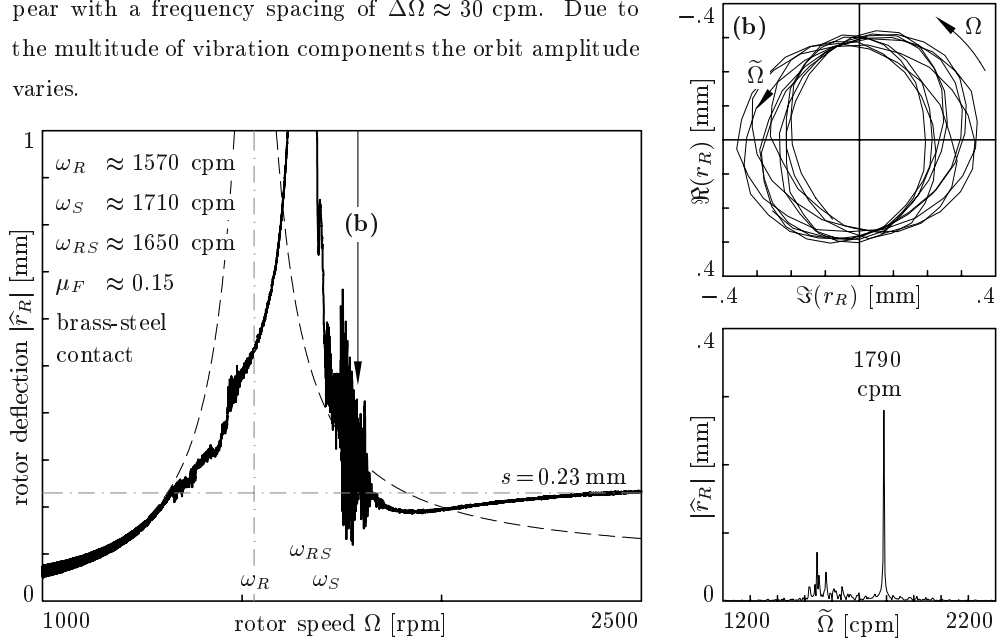 pear with a frequency spacing of ΔΩ ≈ 30 cpm. Due to
the multitude of vibration components the orbit amplitude
varies.
1
ω_R ≈ 1570 cpm
ω_S ≈ 1710 cpm
ω_RS ≈ 1650 cpm
μ_F ≈ 0.15
brass-steel
contact
(b)
s = 0.23 mm
ω_RS
ω_R
ω_S
rotor deflection |r̂_R| [mm]
0
1000
rotor speed Ω [rpm]
2500
−.4
(b)
Ω
Ω̃
ℜ(r_R) [mm]
.4
−.4
ℑ(r_R) [mm]
.4
.4
1790
cpm
|r̂_R| [mm]
0
1200
Ω̃ [cpm]
2200